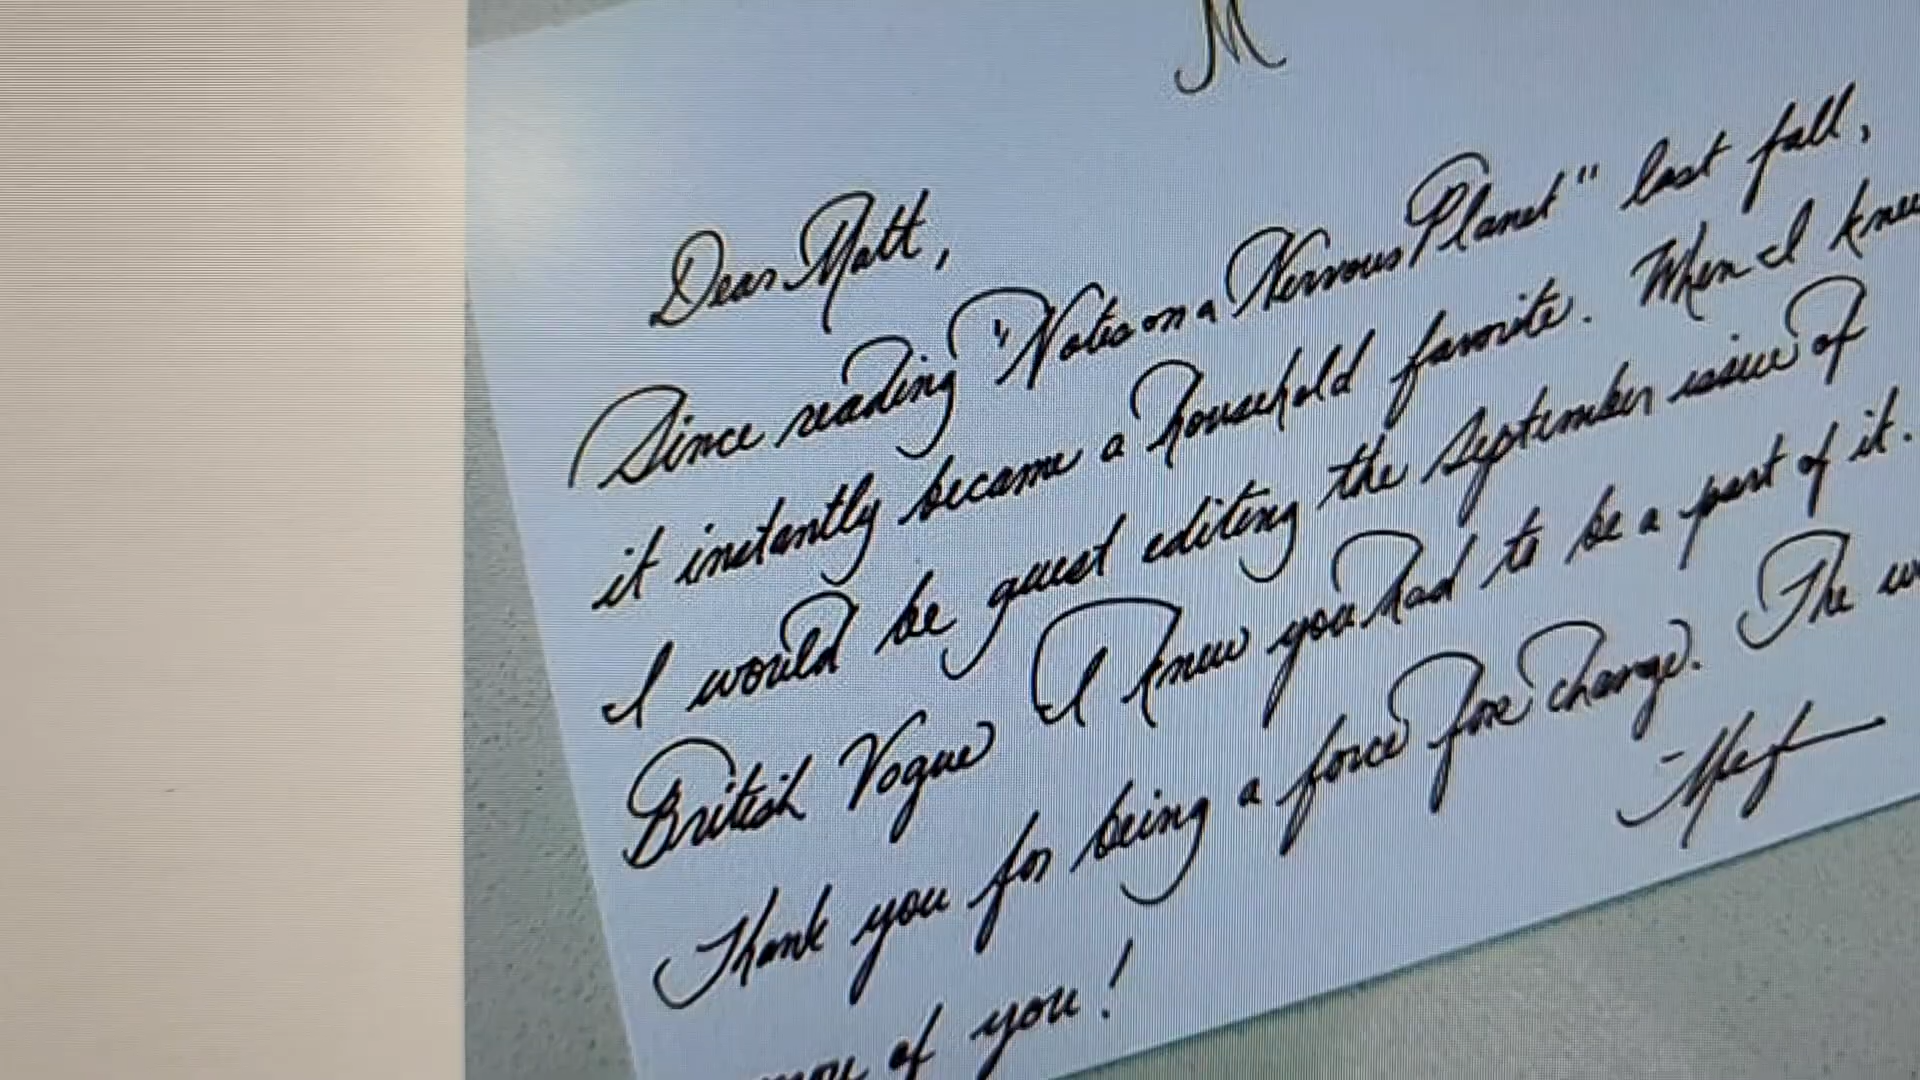 M
Dear Matt,
Since reading "Notes on a Nervous Planet" last fall,
it instantly became a household favorite. When I
I would be guest editing the September issue of
British Vogue I knew you had to be a part of it.
Thank you for being a force for change. The
of you!